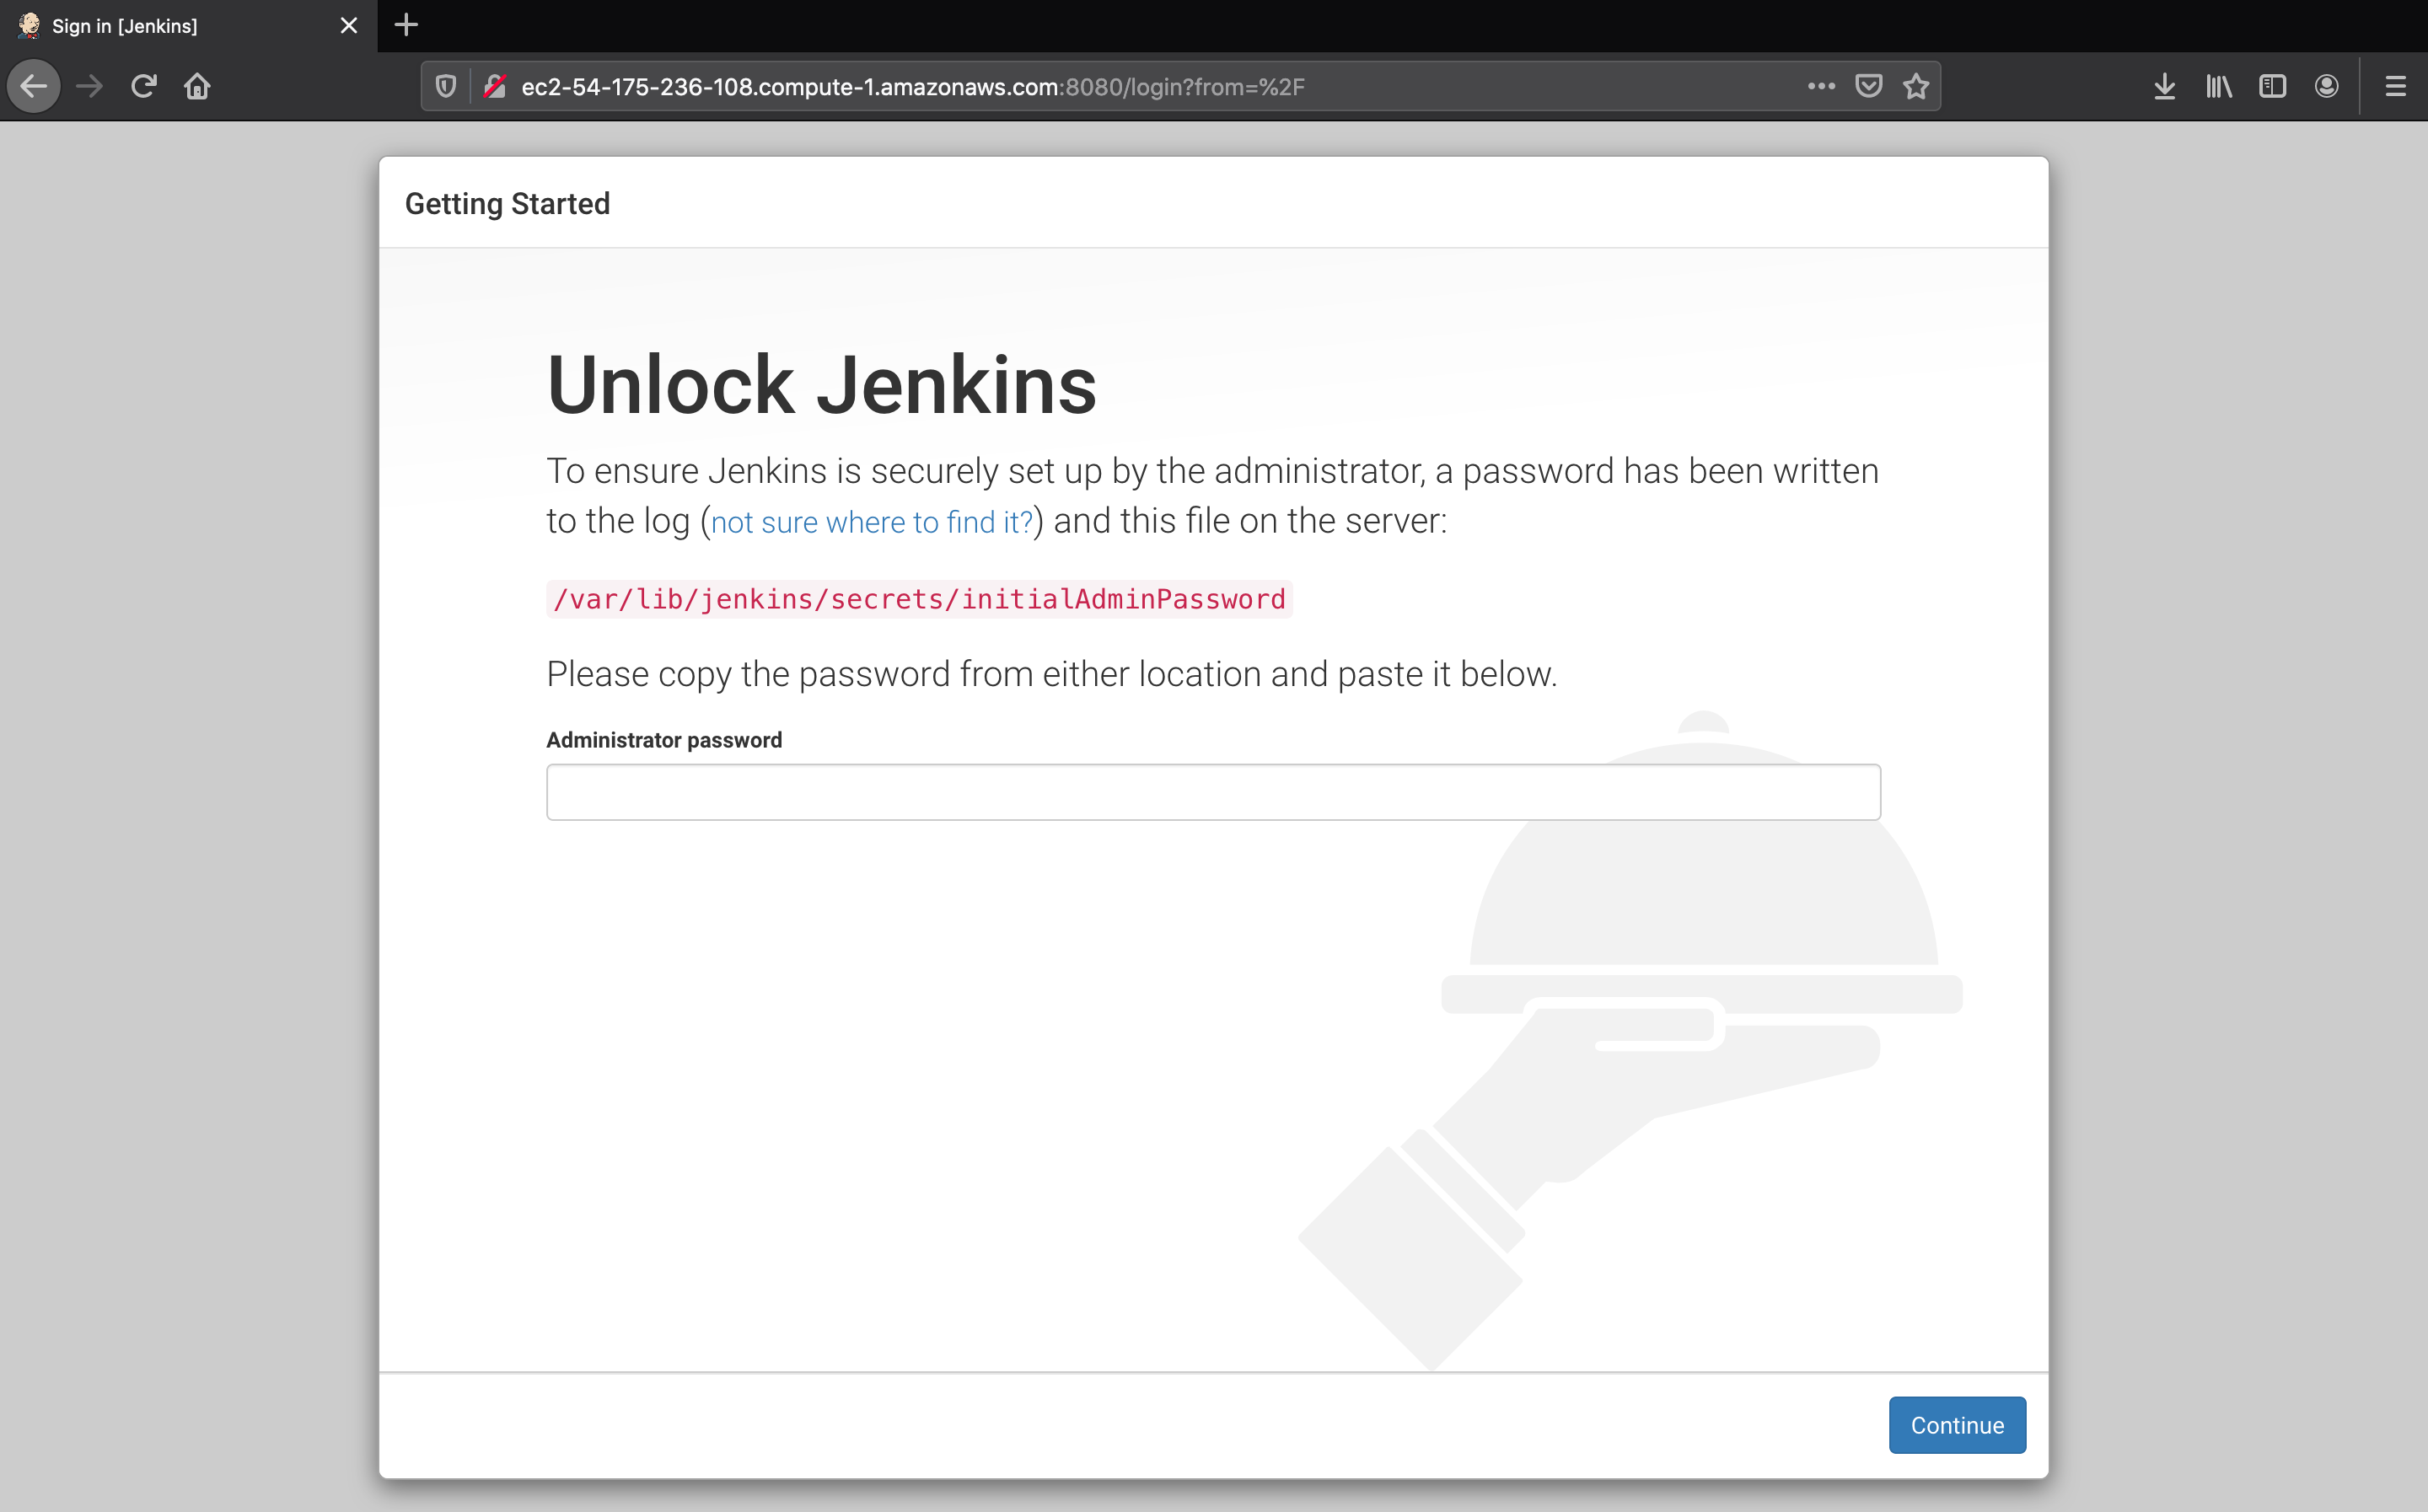 Sign in [Jenkins]
ec2-54-175-236-108.compute-1.amazonaws.com:8080/login?from=%2F
Getting Started
Unlock Jenkins
To ensure Jenkins is securely set up by the administrator, a password has been written
to the log (not sure where to find it?) and this file on the server:
/var/lib/jenkins/secrets/initialAdminPassword
Please copy the password from either location and paste it below.
Administrator password
Continue